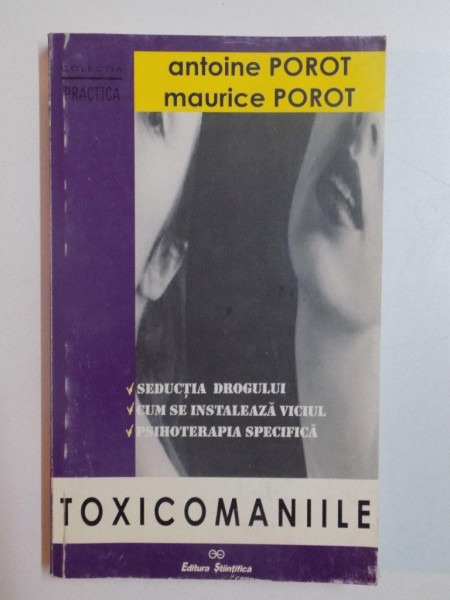 COLECȚIA
PRACTICA
antoine POROT
maurice POROT
SEDUCȚIA DROGULUI
CUM SE INSTALEAZĂ VICIUL
PSIHOTERAPIA SPECIFICĂ
TOXICOMANIILE
Editura Științifică